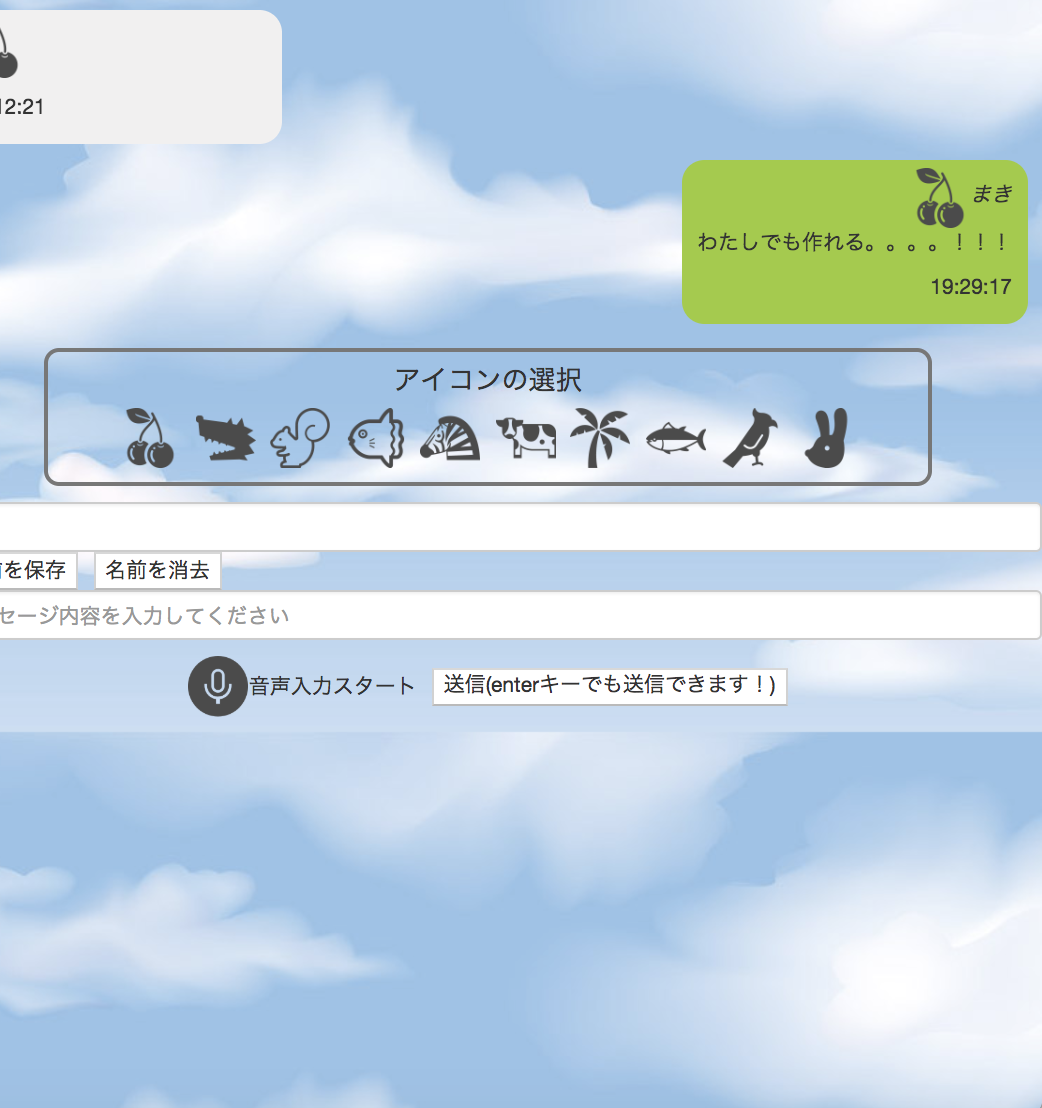 12:21
まき
わたしでも作れる。。。。！！！
19:29:17
アイコンの選択
を保存
名前を消去
セージ内容を入力してください
音声入力スタート
送信(enterキーでも送信できます！)